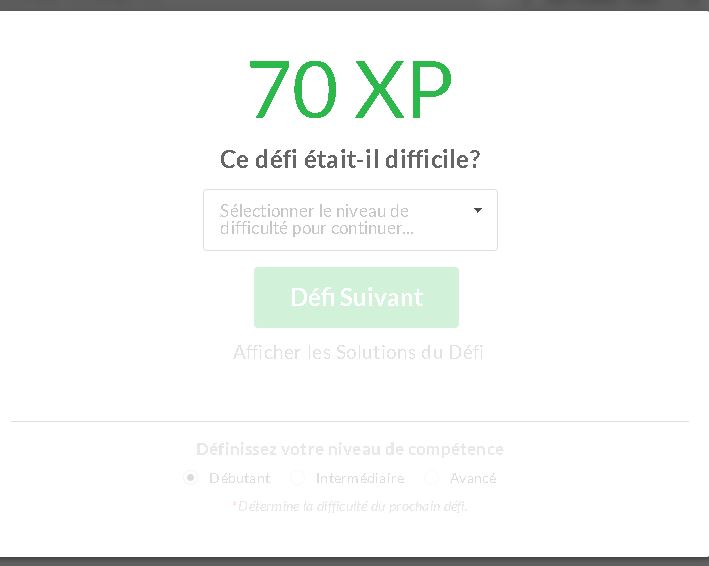 70 XP
Ce défi était-il difficile?
Sélectionner le niveau de
difficulté pour continuer...
Défi Suivant
Afficher les Solutions du Défi
Définissez votre niveau de compétence
Débutant Intermédiaire Avancé
*Détermine la difficulté du prochain défi.